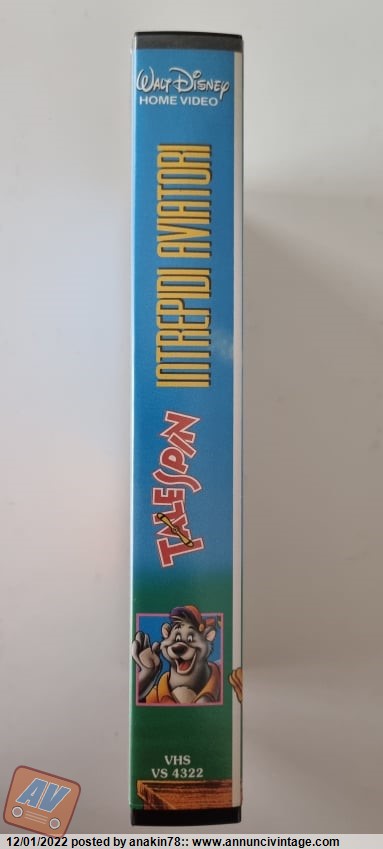 WALT DISNEY
HOME VIDEO
INTREPIDI AVIATORI
TALESPIN
VHS
VS 4322
AV
12/01/2022 posted by anakin78:: www.annuncivintage.com